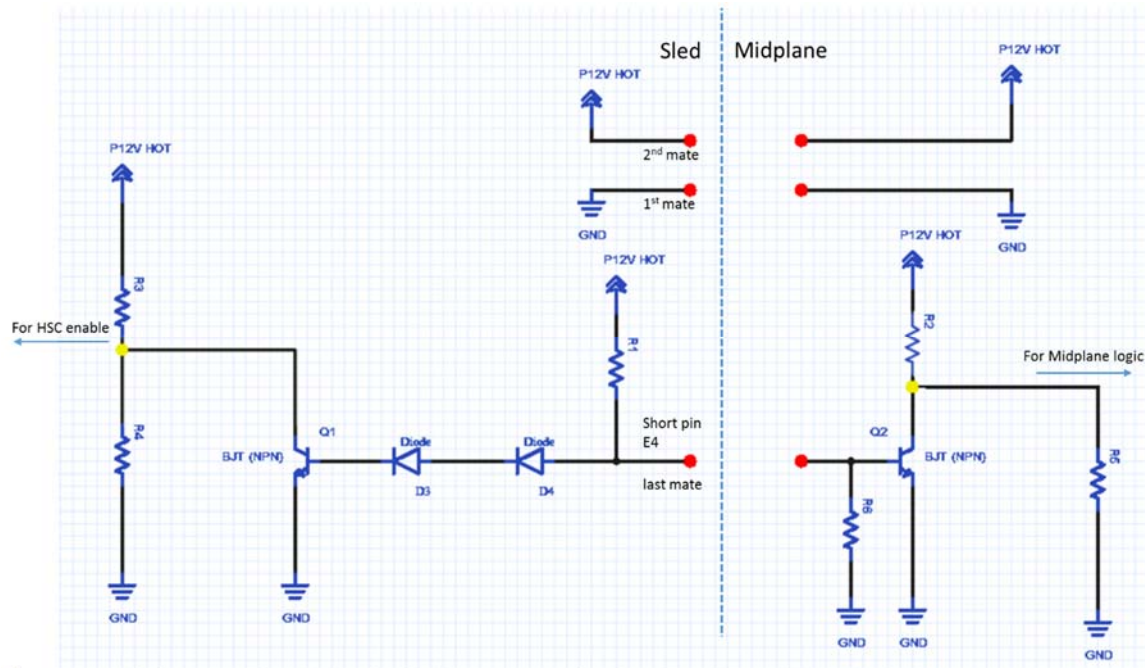 Sled
Midplane
P12V HOT
P12V HOT
2nd mate
1st mate
GND
GND
P12V HOT
P12V HOT
P12V HOT
R3
R1
R2
For HSC enable
For Midplane logic
R4
Q1
BJT (NPN)
Diode
D3
Diode
D4
Short pin
E4
last mate
Q2
BJT (NPN)
R5
R6
GND
GND
GND
GND
GND